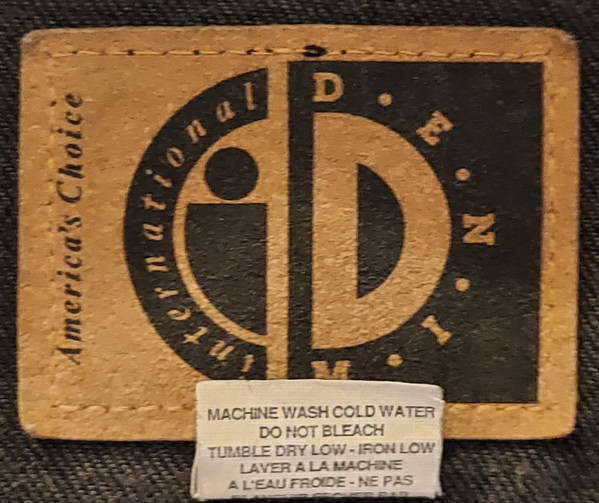 America's Choice
international
D•E•N•I•M
iD
MACHINE WASH COLD WATER
DO NOT BLEACH
TUMBLE DRY LOW - IRON LOW
LAVER A LA MACHINE
A L'EAU FROIDE - NE PAS